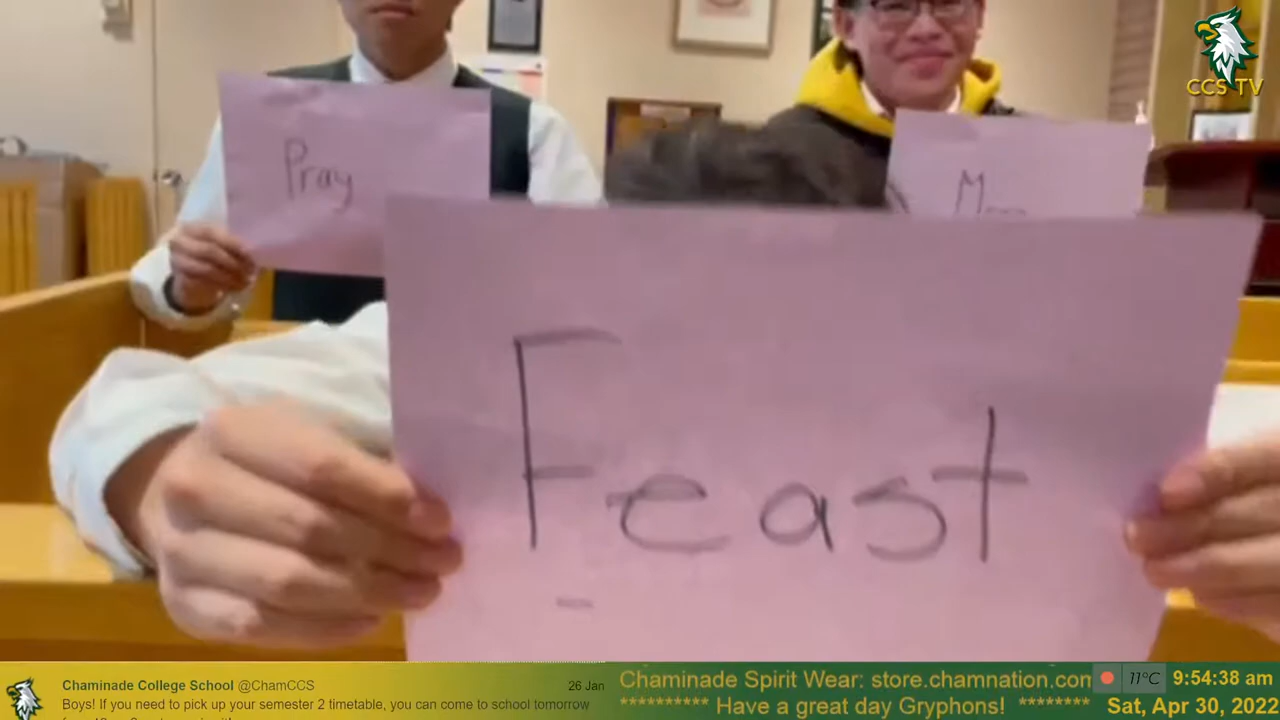 CCS TV
Pray
Feast
Chaminade College School @ChamCCS
26 Jan
Boys! If you need to pick up your semester 2 timetable, you can come to school tomorrow
Chaminade Spirit Wear: store.chamnation.com
********* Have a great day Gryphons! ********
11°C
9:54:38 am
Sat, Apr 30, 2022